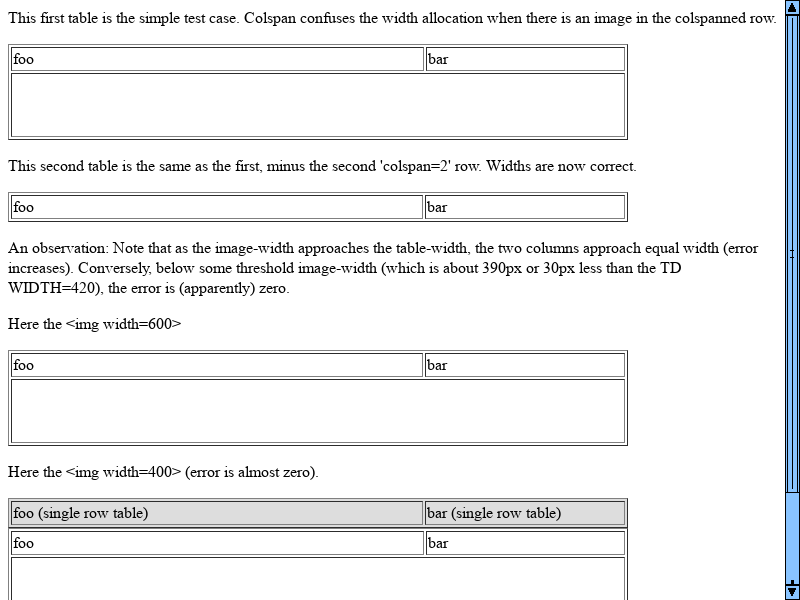 This first table is the simple test case. Colspan confuses the width allocation when there is an image in the colspanned row.
foo bar
This second table is the same as the first, minus the second 'colspan=2' row. Widths are now correct.
foo bar
An observation: Note that as the image-width approaches the table-width, the two columns approach equal width (error
increases). Conversely, below some threshold image-width (which is about 390px or 30px less than the TD
WIDTH=420), the error is (apparently) zero.
Here the <img width=600>
foo bar
Here the <img width=400> (error is almost zero).
foo (single row table) bar (single row table)
foo bar